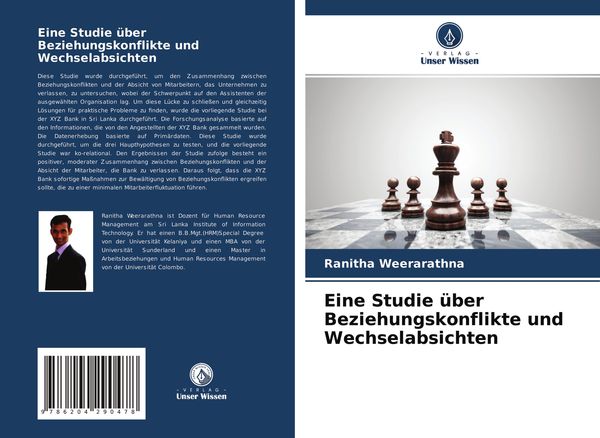 Eine Studie über
Beziehungskonflikte und
Wechselabsichten
Diese Studie wurde durchgeführt, um den Zusammenhang zwischen
Beziehungskonflikten und der Absicht von Mitarbeitern, das Unternehmen zu
verlassen, zu untersuchen, wobei der Schwerpunkt auf den Assistenten der
ausgewählten Organisation lag. Um diese Lücke zu schließen und gleichzeitig
Lösungen für praktische Probleme zu finden, wurde die vorliegende Studie bei
der XYZ Bank in Sri Lanka durchgeführt. Die Forschungsanalyse basierte auf
den Informationen, die von den Angestellten der XYZ Bank gesammelt wurden.
Die Datenerhebung basierte auf Primärdaten. Diese Studie wurde
durchgeführt, um die drei Haupthypothesen zu testen, und die vorliegende
Studie war ko-relational. Den Ergebnissen der Studie zufolge besteht ein
positiver, moderater Zusammenhang zwischen Beziehungskonflikten und der
Absicht der Mitarbeiter, die Bank zu verlassen. Daraus folgt, dass die XYZ
Bank sofortige Maßnahmen zur Bewältigung von Beziehungskonflikten ergreifen
sollte, die zu einer minimalen Mitarbeiterfluktuation führen.
Ranitha Weerarathna ist Dozent für Human Resource
Management am Sri Lanka Institute of Information
Technology. Er hat einen B.B.Mgt.(HRM)Special Degree
von der Universität Kelaniya und einen MBA von der
Universität Sunderland und einen Master in
Arbeitsbeziehungen und Human Resources Management
von der Universität Colombo.
9 786204 290478
VERLAG
Unser Wissen
VERLAG
Unser Wissen
Ranitha Weerarathna
Eine Studie über
Beziehungskonflikte und
Wechselabsichten